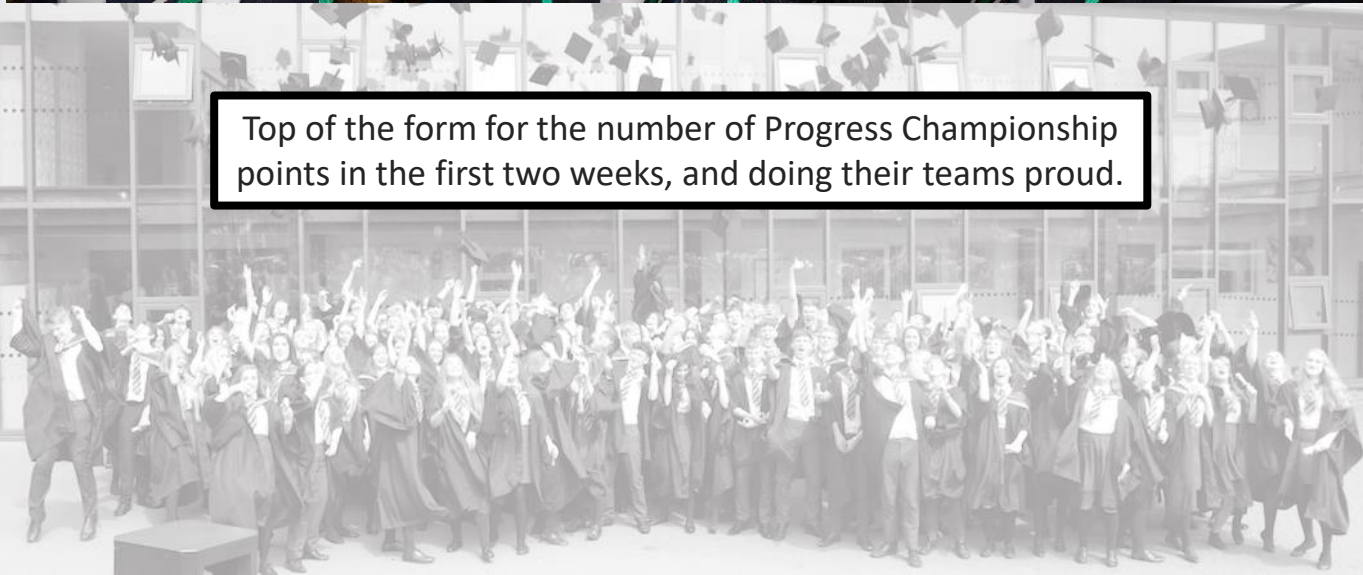 Top of the form for the number of Progress Championship
points in the first two weeks, and doing their teams proud.